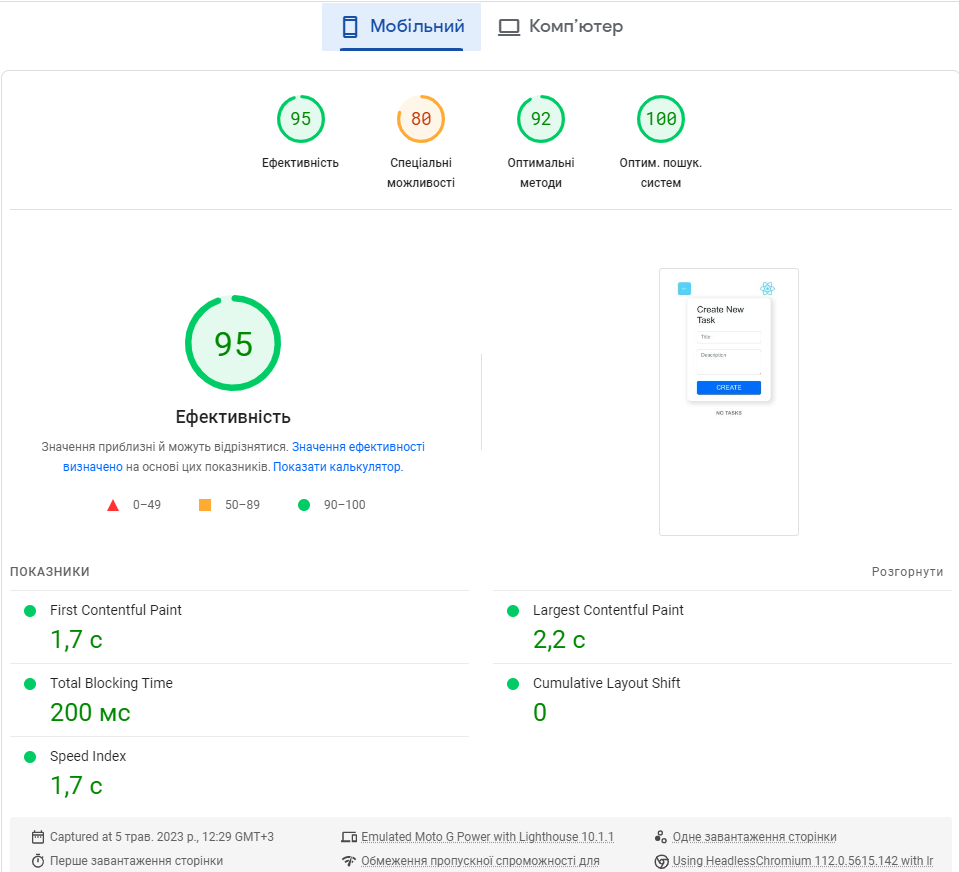 Мобільний
Комп’ютер
95
80
92
100
Ефективність
Спеціальні
можливості
Оптимальні
методи
Оптим. пошук.
систем
95
Ефективність
Значення приблизні й можуть відрізнятися. Значення ефективності
визначено на основі цих показників. Показати калькулятор.
0–49
50–89
90–100
Create New
Task
Title
Description
CREATE
NO TASKS
ПОКАЗНИКИ
Розгорнути
First Contentful Paint
1,7 с
Largest Contentful Paint
2,2 с
Total Blocking Time
200 мс
Cumulative Layout Shift
0
Speed Index
1,7 с
Captured at 5 трав. 2023 р., 12:29 GMT+3
Emulated Moto G Power with Lighthouse 10.1.1
Одне завантаження сторінки
Перше завантаження сторінки
Обмеження пропускної спроможності для
Using HeadlessChromium 112.0.5615.142 with lr